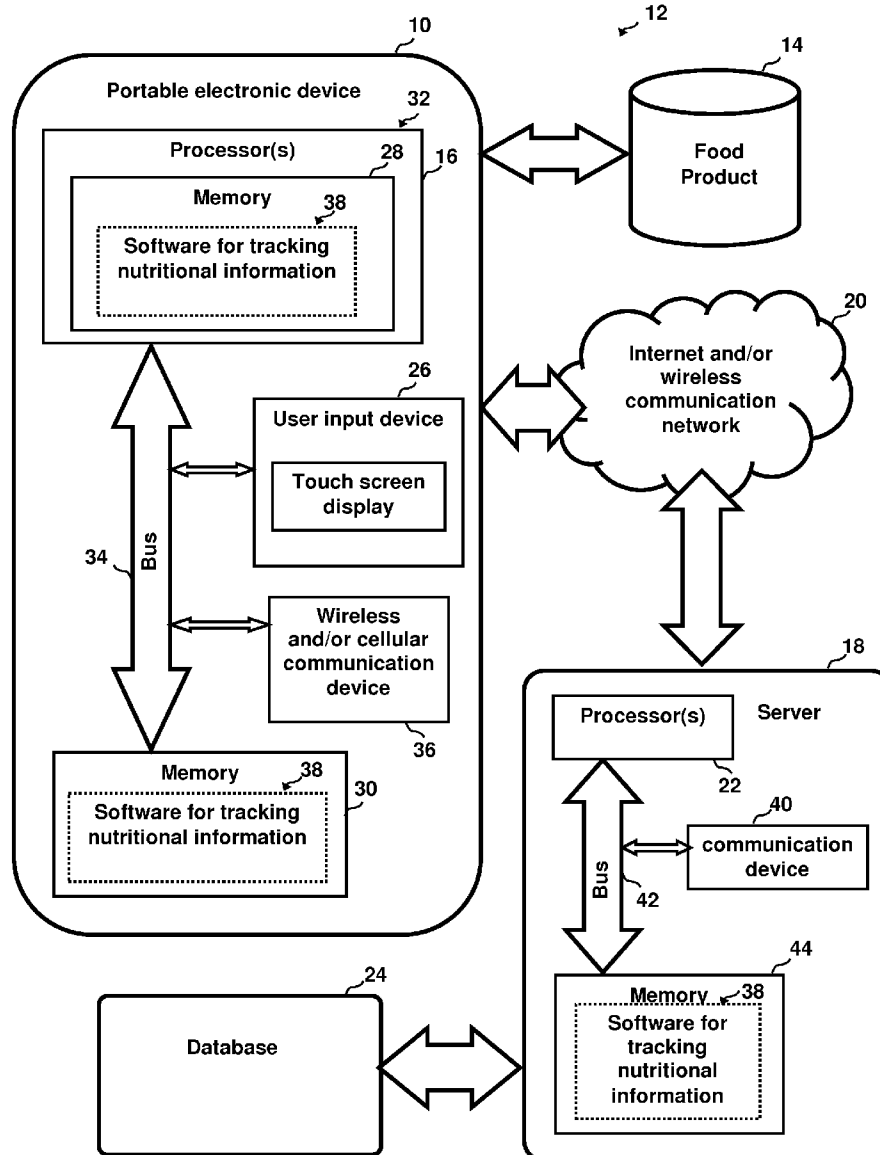 10
12
14
Portable electronic device
32
Processor(s)
28
16
Memory
38
Software for tracking
nutritional information
Food
Product
20
Internet and/or
wireless
communication
network
26
User input device
Touch screen
display
34
Bus
Wireless
and/or cellular
communication
device
36
18
Processor(s)
Server
22
Memory
38
30
Software for tracking
nutritional information
40
communication
device
Bus
42
44
24
Memory
38
Database
Software for
tracking
nutritional
information